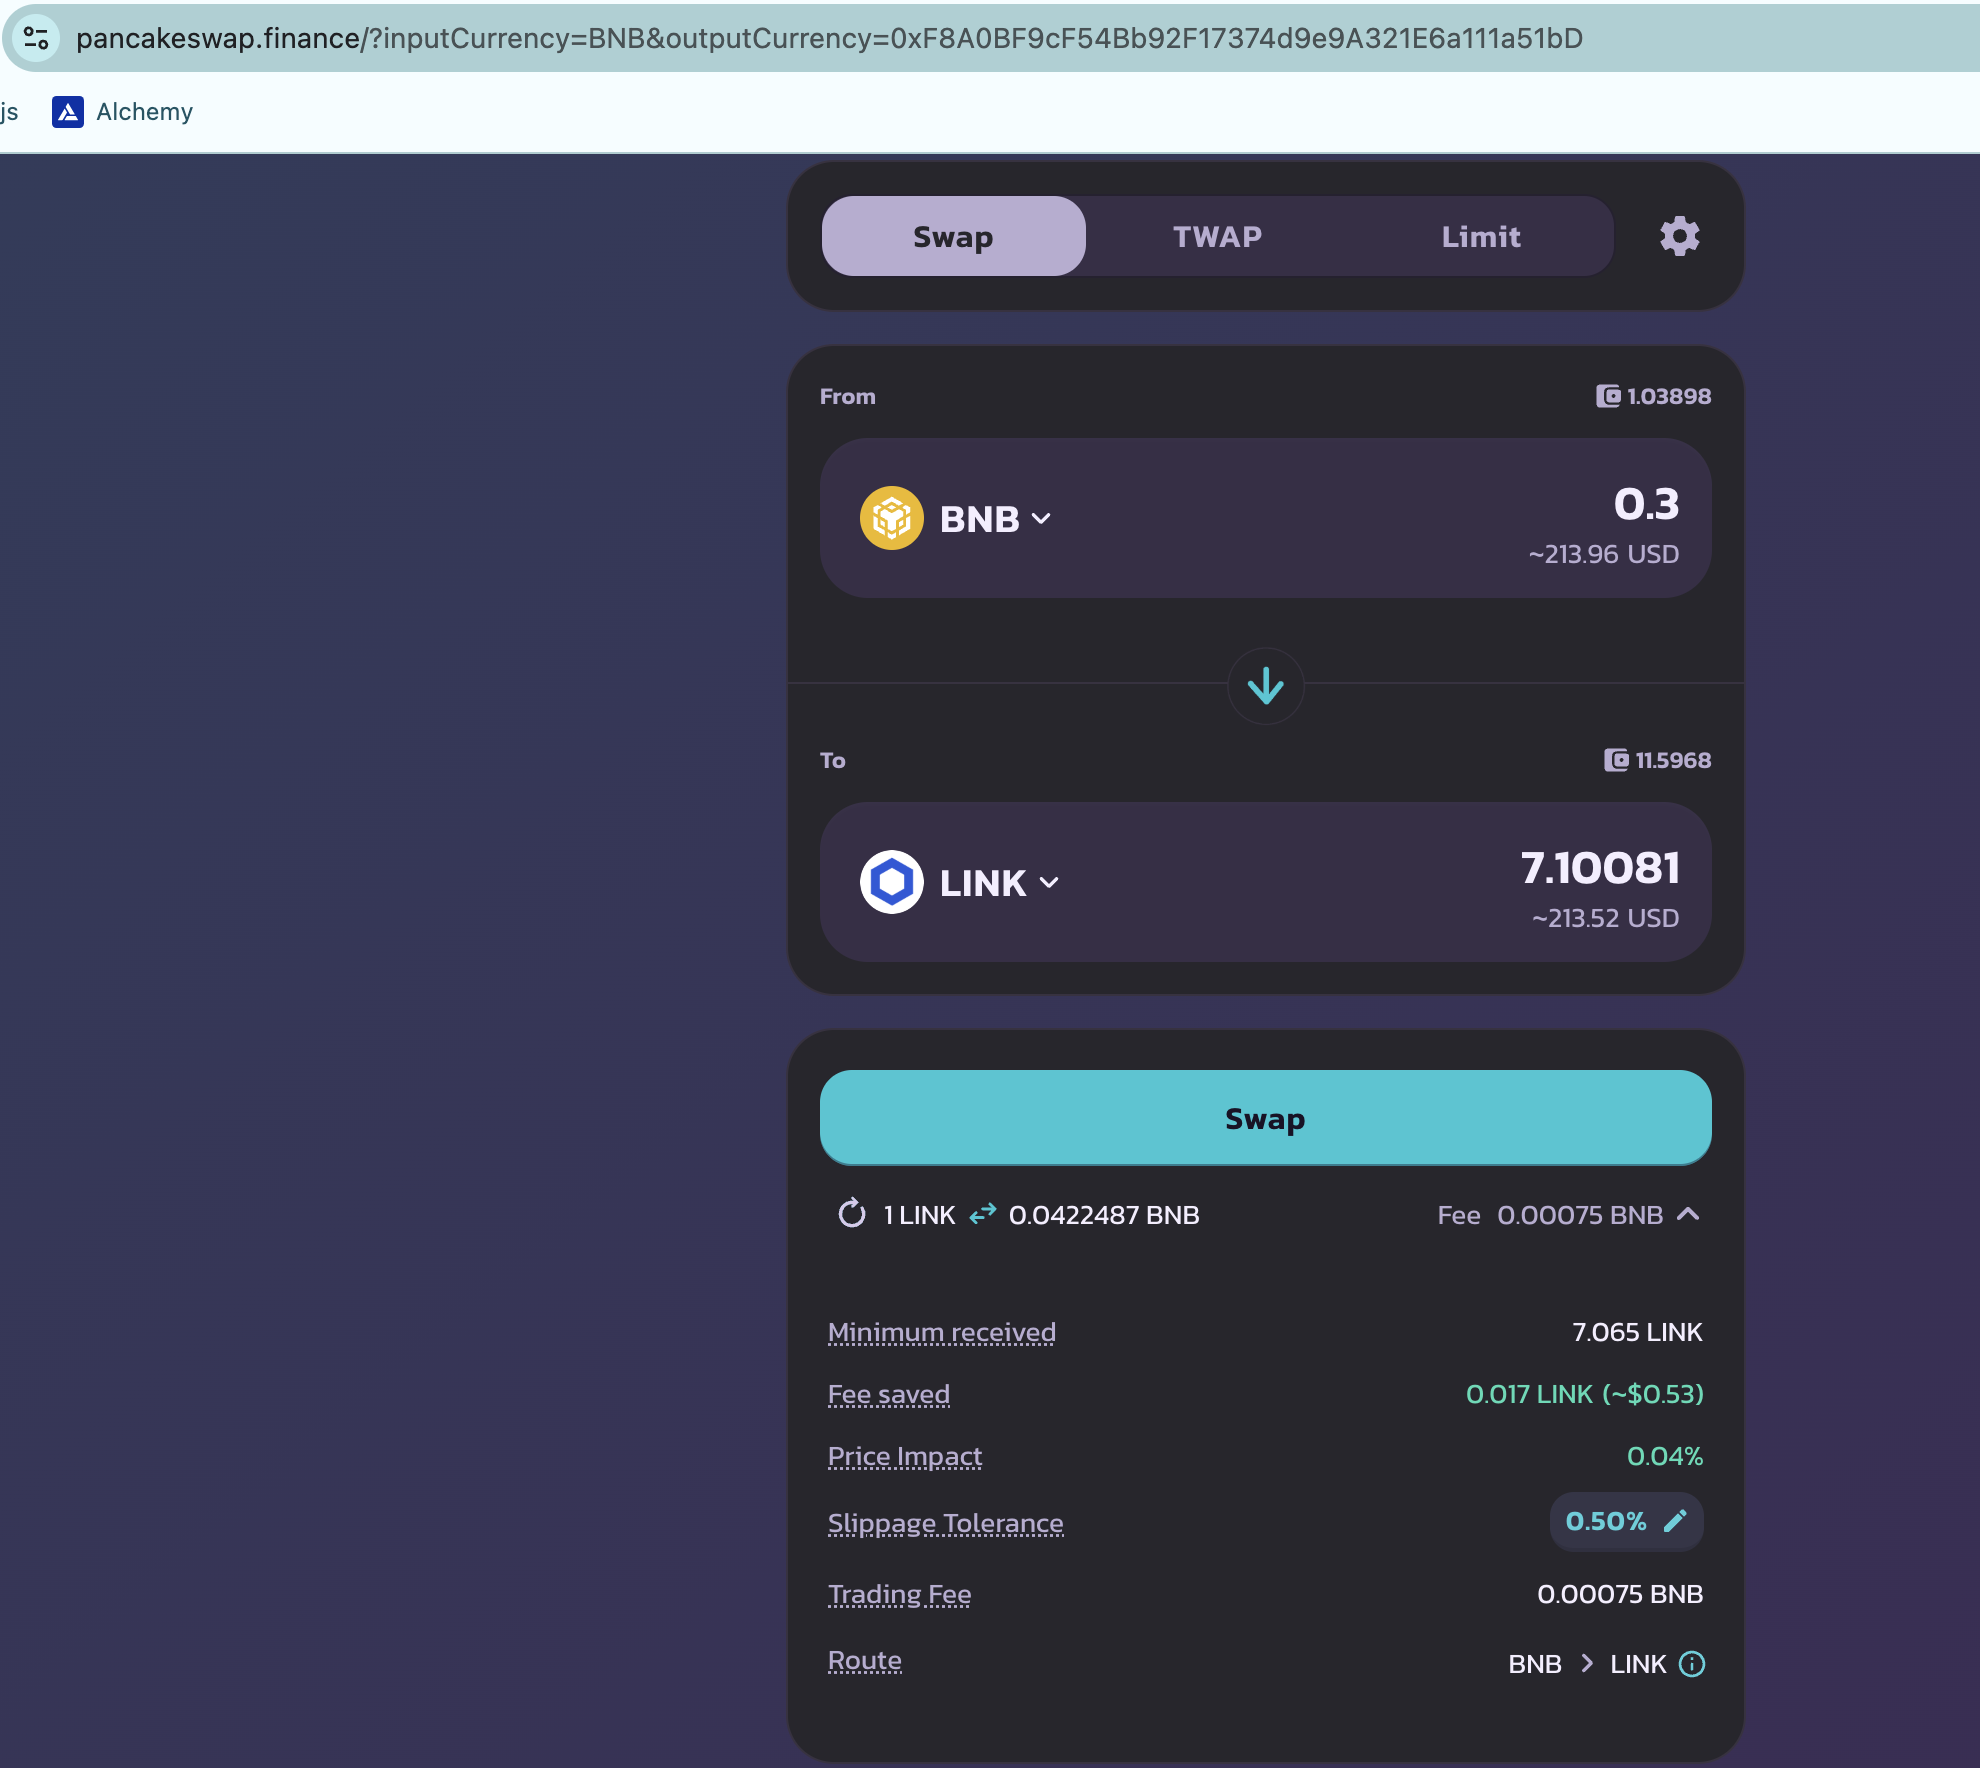 pancakeswap.finance/?inputCurrency=BNB&outputCurrency=0xF8A0BF9cF54Bb92F17374d9e9A321E6a111a51bD
js Alchemy
Swap TWAP Limit
From 1.03898
BNB 0.3
~213.96 USD
To 11.5968
LINK 7.10081
~213.52 USD
Swap
1 LINK 0.0422487 BNB Fee 0.00075 BNB
Minimum received 7.065 LINK
Fee saved 0.017 LINK (~$0.53)
Price Impact 0.04%
Slippage Tolerance 0.50%
Trading Fee 0.00075 BNB
Route BNB > LINK